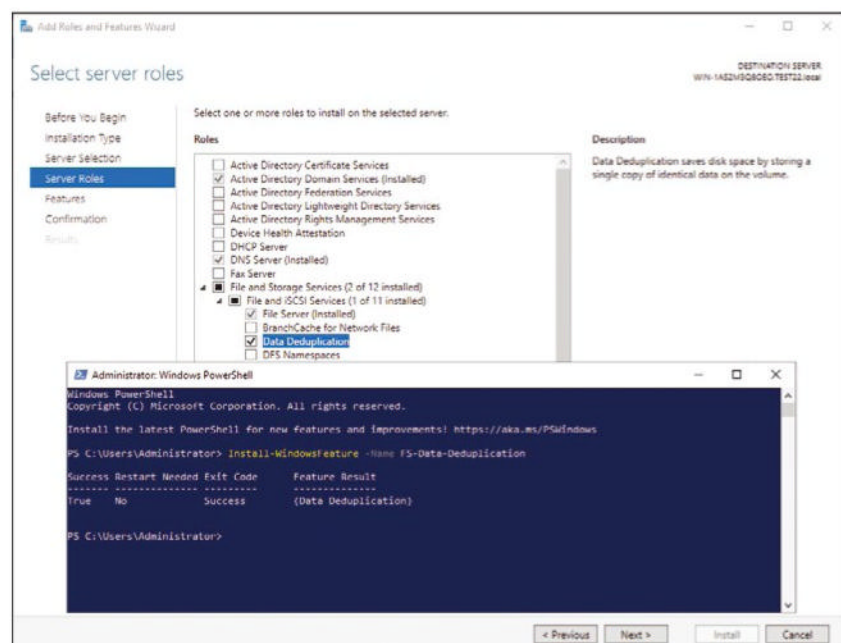 Add Roles and Features Wizard
Select server roles
DESTINATION SERVER
WIN-1AS2M3Q8OEO.TEST22.local
Before You Begin
Installation Type
Server Selection
Server Roles
Features
Confirmation
Results
Select one or more roles to install on the selected server.
Roles
Active Directory Certificate Services
Active Directory Domain Services (Installed)
Active Directory Federation Services
Active Directory Lightweight Directory Services
Active Directory Rights Management Services
Device Health Attestation
DHCP Server
DNS Server (Installed)
Fax Server
File and Storage Services (2 of 12 installed)
File and iSCSI Services (1 of 11 installed)
File Server (Installed)
BranchCache for Network Files
Data Deduplication
DFS Namespaces
Description
Data Deduplication saves disk space by storing a
single copy of identical data on the volume.
Administrator: Windows PowerShell
Windows PowerShell
Copyright (C) Microsoft Corporation. All rights reserved.
Install the latest PowerShell for new features and improvements! https://aka.ms/PSWindows
PS C:\Users\Administrator> Install-WindowsFeature -Name FS-Data-Deduplication
Success Restart Needed Exit Code Feature Result
------- -------------- --------- --------------
True No Success {Data Deduplication}
PS C:\Users\Administrator>
< Previous
Next >
Install
Cancel